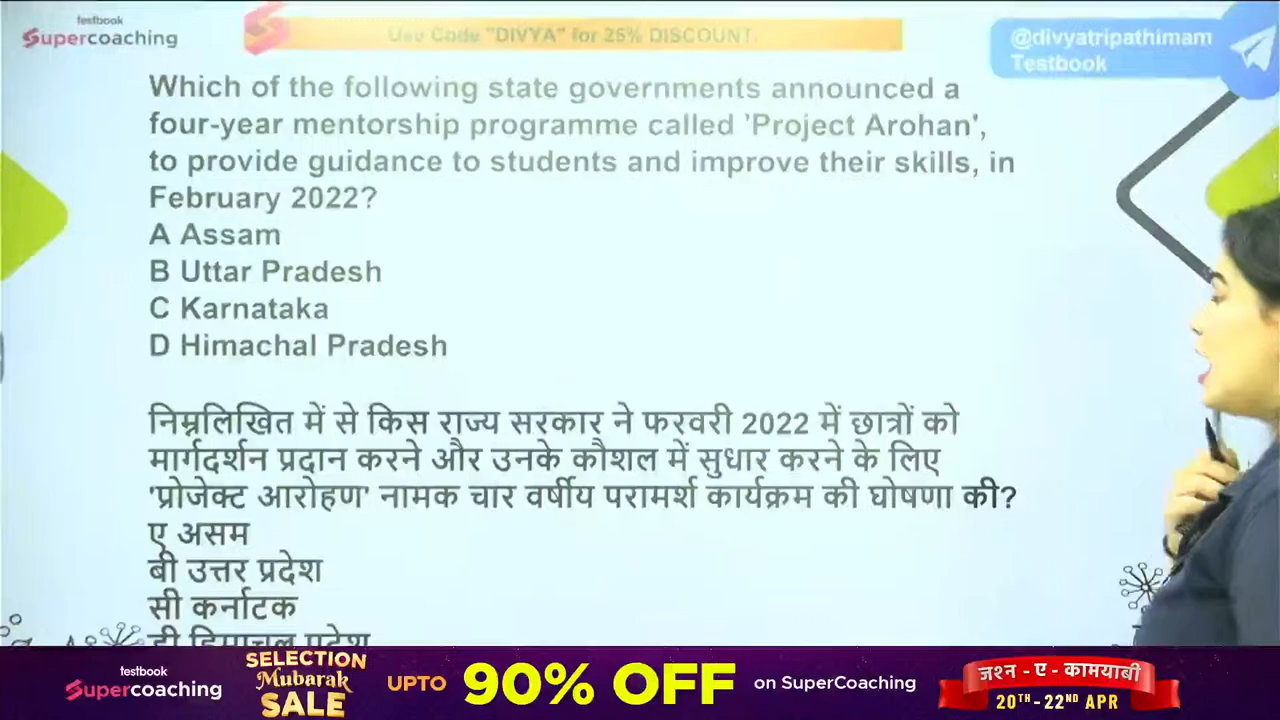 testbook
Supercoaching
Use Code "DIVYA" for 25% DISCOUNT
@divyatripathimam
Testbook
Which of the following state governments announced a
four-year mentorship programme called 'Project Arohan',
to provide guidance to students and improve their skills, in
February 2022?
A Assam
B Uttar Pradesh
C Karnataka
D Himachal Pradesh
निम्नलिखित में से किस राज्य सरकार ने फरवरी 2022 में छात्रों को
मार्गदर्शन प्रदान करने और उनके कौशल में सुधार करने के लिए
'प्रोजेक्ट आरोहण' नामक चार वर्षीय परामर्श कार्यक्रम की घोषणा की?
ए असम
बी उत्तर प्रदेश
सी कर्नाटक
डी हिमाचल प्रदेश
testbook
Supercoaching
SELECTION
Mubarak
SALE
UPTO 90% OFF on SuperCoaching
जश्न - ए - कामयाबी
20TH - 22ND APR